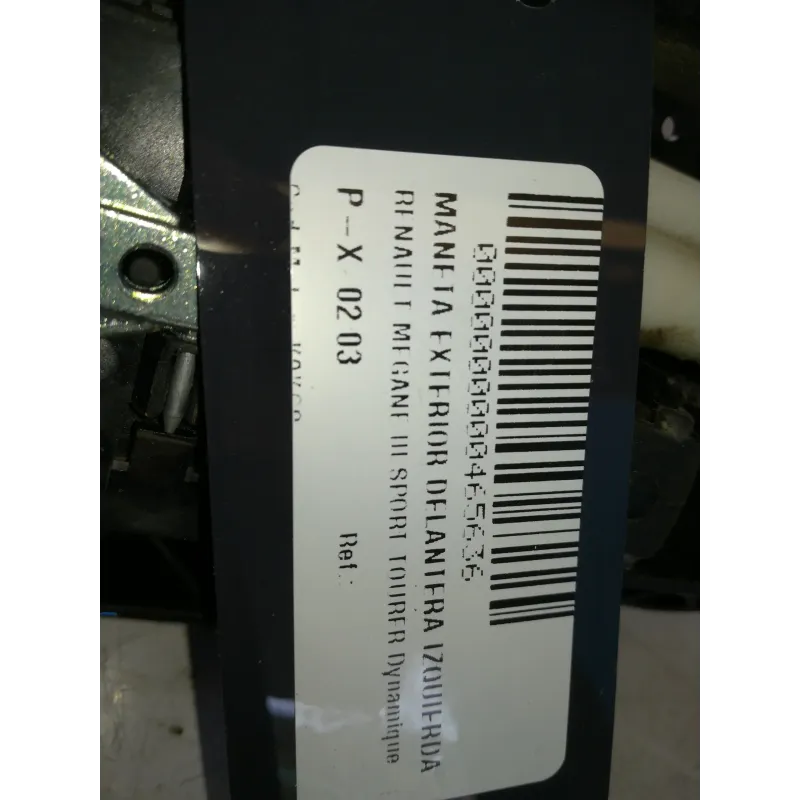 0000000000465636
MANETA EXTERIOR DELANTERA IZQUIERDA
RENAULT MEGANE III SPORT TOURER Dynamique
P--X 02 03 Ref.: